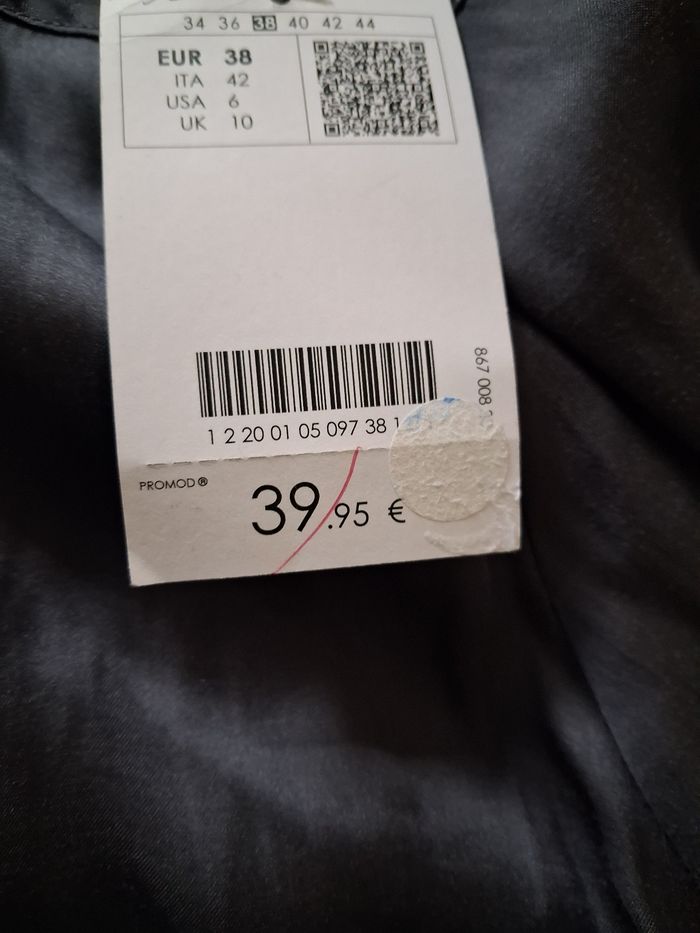 34 36 38 40 42 44
EUR 38
ITA 42
USA 6
UK 10
867 008
1 2 20 01 05 097 38 1
PROMOD®
39.95 €